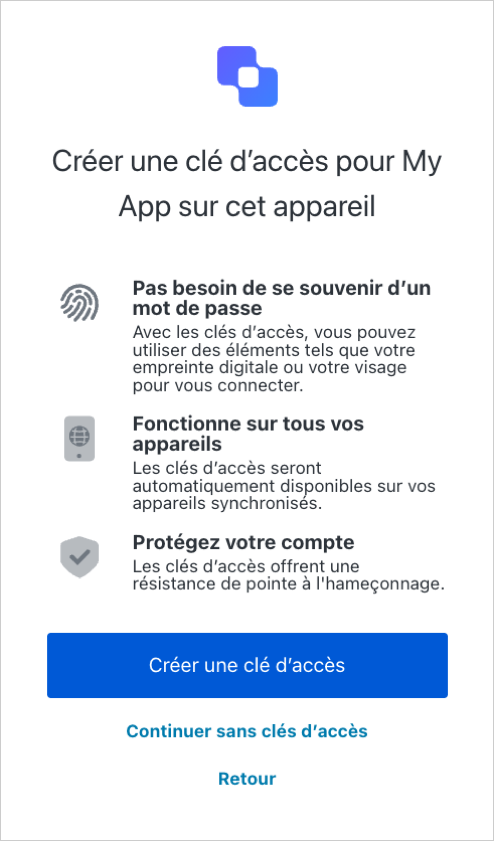 Créer une clé d’accès pour My
App sur cet appareil
Pas besoin de se souvenir d’un
mot de passe
Avec les clés d’accès, vous pouvez
utiliser des éléments tels que votre
empreinte digitale ou votre visage
pour vous connecter.
Fonctionne sur tous vos
appareils
Les clés d’accès seront
automatiquement disponibles sur vos
appareils synchronisés.
Protégez votre compte
Les clés d’accès offrent une
résistance de pointe à l'hameçonnage.
Créer une clé d’accès
Continuer sans clés d’accès
Retour